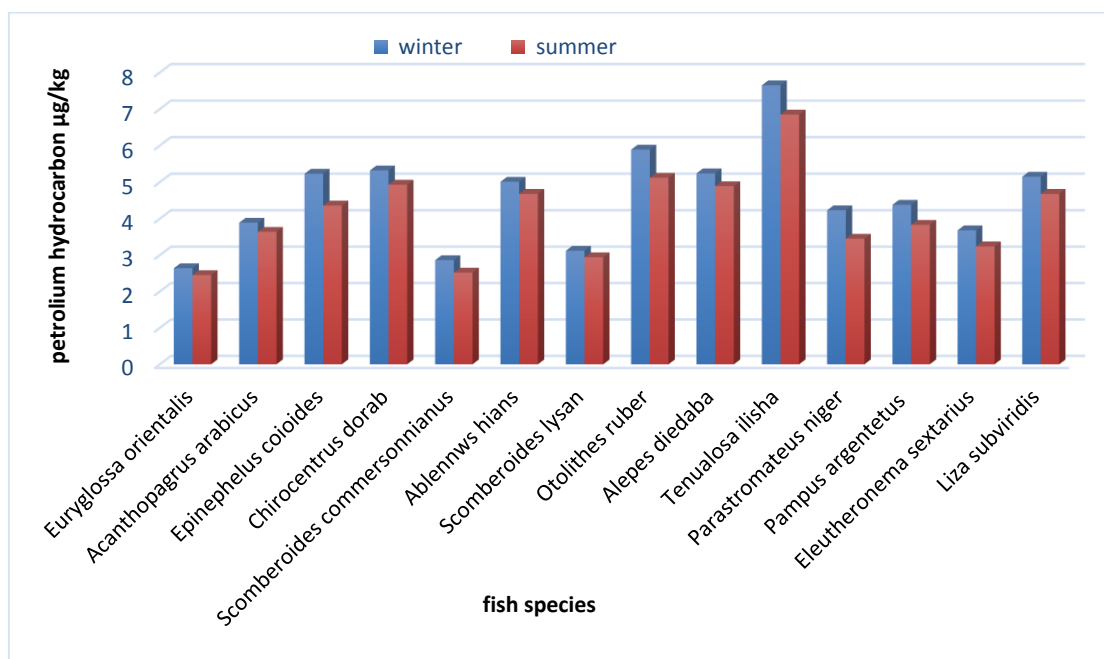 winter
summer
petrolium hydrocarbon µg/kg
8
7
6
5
4
3
2
1
0
Euryglossa orientalis
Acanthopagrus arabicus
Epinephelus coioides
Chirocentrus dorab
Scomberoides commersonnianus
Ablennws hians
Scomberoides lysan
Otolithes ruber
Alepes diedaba
Tenualosa ilisha
Parastromateus niger
Pampus argentetus
Eleutheronema sextarius
Liza subviridis
fish species